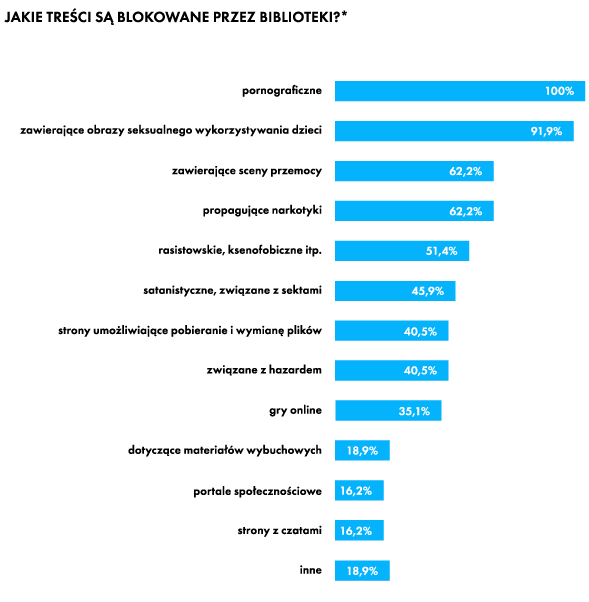 JAKIE TREŚCI SĄ BLOKOWANE PRZEZ BIBLIOTEKI?*
pornograficzne 100%
zawierające obrazy seksualnego wykorzystywania dzieci 91,9%
zawierające sceny przemocy 62,2%
propagujące narkotyki 62,2%
rasistowskie, ksenofobiczne itp. 51,4%
satanistyczne, związane z sektami 45,9%
strony umożliwiające pobieranie i wymianę plików 40,5%
związane z hazardem 40,5%
gry online 35,1%
dotyczące materiałów wybuchowych 18,9%
portale społecznościowe 16,2%
strony z czatami 16,2%
inne 18,9%